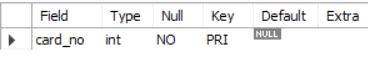 Field Type Null Key Default Extra
card_no int NO PRI NULL